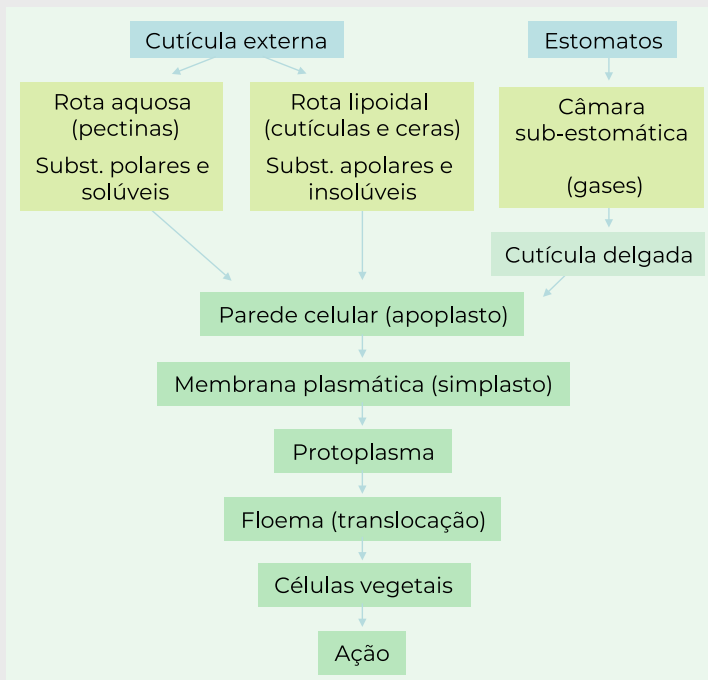 Cutícula externa
Estomatos
Rota aquosa
(pectinas)
Subst. polares e
solúveis
Rota lipoidal
(cutículas e ceras)
Subst. apolares e
insolúveis
Câmara
sub-estomática
(gases)
Cutícula delgada
Parede celular (apoplasto)
Membrana plasmática (simplasto)
Protoplasma
Floema (translocação)
Células vegetais
Ação